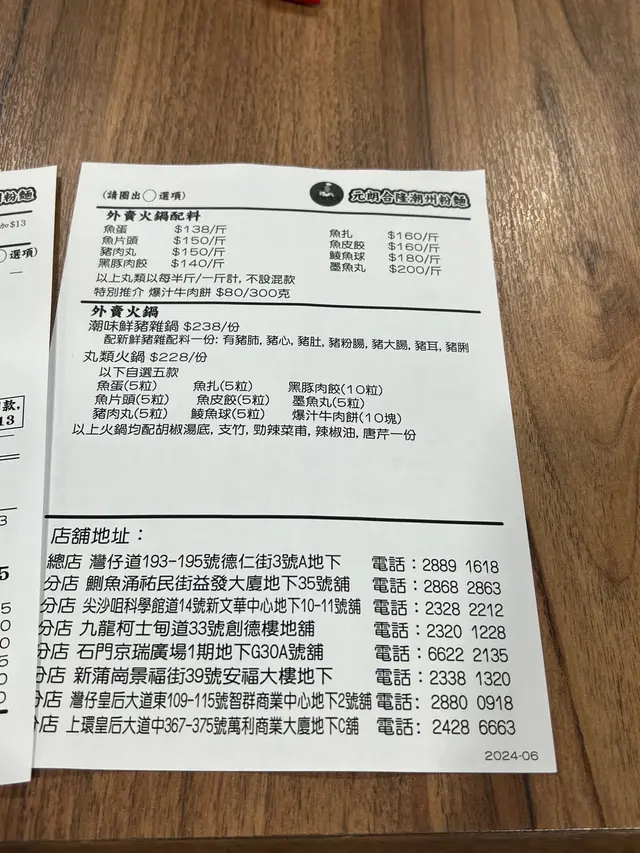 (請圈出○選項)
元朗合隆潮州粉麵
外賣火鍋配料
魚蛋 $138/斤 魚扎 $160/斤
魚片頭 $150/斤 魚皮餃 $160/斤
豬肉丸 $150/斤 鯪魚球 $180/斤
黑豚肉餃 $140/斤 墨魚丸 $200/斤
以上丸類以每半斤/一斤計, 不設混款
特別推介 爆汁牛肉餅 $80/300克
外賣火鍋
潮味鮮豬雜鍋 $238/份
配新鮮豬雜配料一份: 有豬肺, 豬心, 豬肚, 豬粉腸, 豬大腸, 豬耳, 豬脷
丸類火鍋 $228/份
以下自選五款
魚蛋(5粒) 魚扎(5粒) 黑豚肉餃(10粒)
魚片頭(5粒) 魚皮餃(5粒) 墨魚丸(5粒)
豬肉丸(5粒) 鯪魚球(5粒) 爆汁牛肉餅(10塊)
以上火鍋均配胡椒湯底, 支竹, 勁辣菜甫, 辣椒油, 唐芹一份
店舖地址：
總店 灣仔道193-195號德仁街3號A地下 電話：2889 1618
分店 鰂魚涌祐民街益發大廈地下35號舖 電話：2868 2863
分店 尖沙咀科學館道14號新文華中心地下10-11號舖 電話：2328 2212
分店 九龍柯士甸道33號創德樓地舖 電話：2320 1228
分店 石門京瑞廣場1期地下G30A號舖 電話：6622 2135
分店 新蒲崗景福街39號安福大樓地下 電話：2338 1320
分店 灣仔皇后大道東109-115號智群商業中心地下2號舖 電話：2880 0918
分店 上環皇后大道中367-375號萬利商業大廈地下C舖 電話：2428 6663
2024-06
粉麵
加$13
選項)
款,
13
3
5
5
0
0
5
0
0